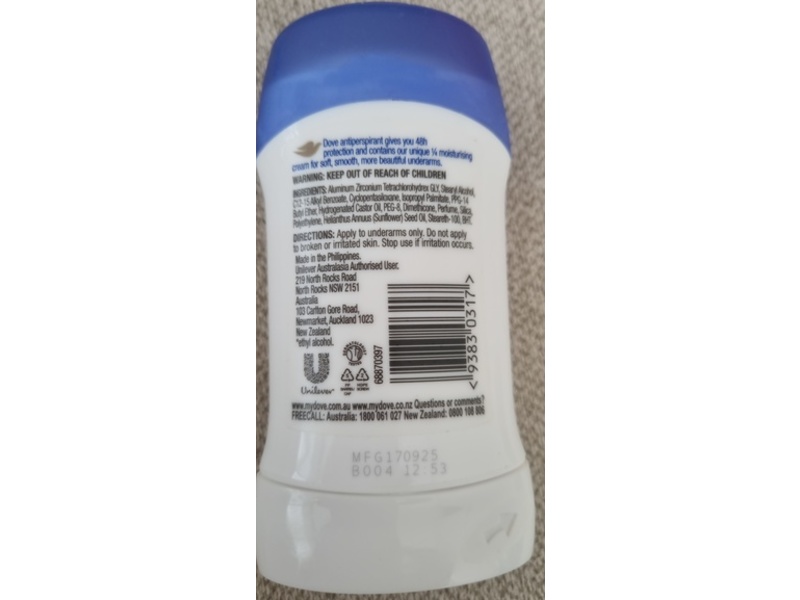 Dove antiperspirant gives you 48h
protection and contains our unique ¼ moisturising
cream for soft, smooth, more beautiful underarms.
WARNING: KEEP OUT OF REACH OF CHILDREN
INGREDIENTS: Aluminum Zirconium Tetrachlorohydrex GLY, Stearyl Alcohol,
C12-15 Alkyl Benzoate, Cyclopentasiloxane, Isopropyl Palmitate, PPG-14
Butyl Ether, Hydrogenated Castor Oil, PEG-8, Dimethicone, Perfume, Silica,
Polyethylene, Helianthus Annuus (Sunflower) Seed Oil, Steareth-100, BHT.
DIRECTIONS: Apply to underarms only. Do not apply
to broken or irritated skin. Stop use if irritation occurs.
Made in the Philippines.
Unilever Australasia Authorised User.
219 North Rocks Road
North Rocks NSW 2151
Australia
103 Carlton Gore Road,
Newmarket, Auckland 1023
New Zealand
*ethyl alcohol.
Unilever
68870397
<93830317>
www.mydove.com.au www.mydove.co.nz Questions or comments?
FREECALL: Australia: 1800 061 027 New Zealand: 0800 108 806
MFG170925
B004 12 53